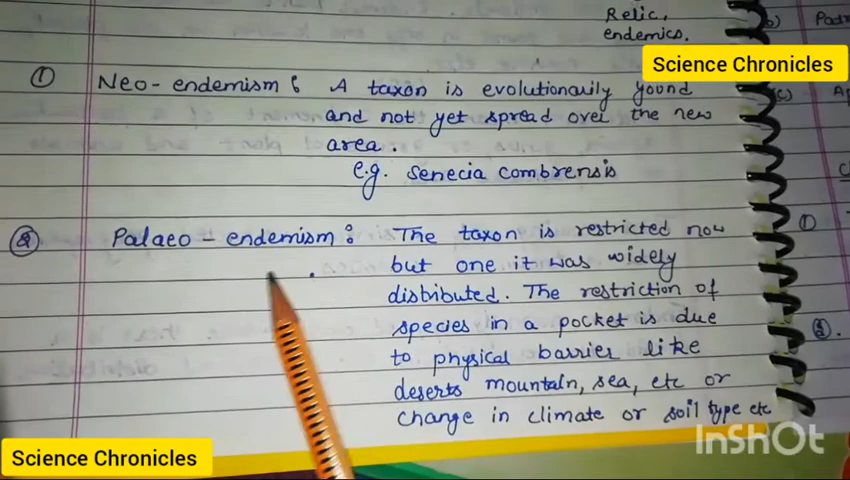 Relic,
endemics.
Science Chronicles
① Neo-endemism : A taxon is evolutionarily yound
and not yet spread over the new
area.
e.g. Senecia combrensis
② Palaeo-endemism : The taxon is restricted now
but one it was widely
distributed. The restriction of
species in a pocket is due
to physical barrier like
deserts mountain, sea, etc or
change in climate or soil type etc
b)
(c)
①
②.
InShOt
Science Chronicles